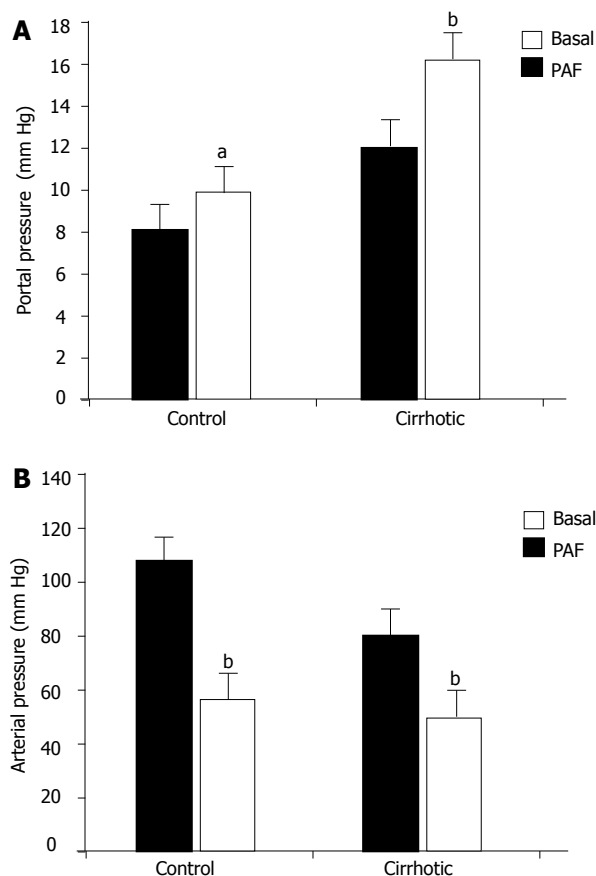 A
Portal pressure (mm Hg)
18
16
14
12
10
8
6
4
2
0
a
b
Basal
PAF
Control
Cirrhotic
B
Arterial pressure (mm Hg)
140
120
100
80
60
40
20
0
b
b
Basal
PAF
Control
Cirrhotic